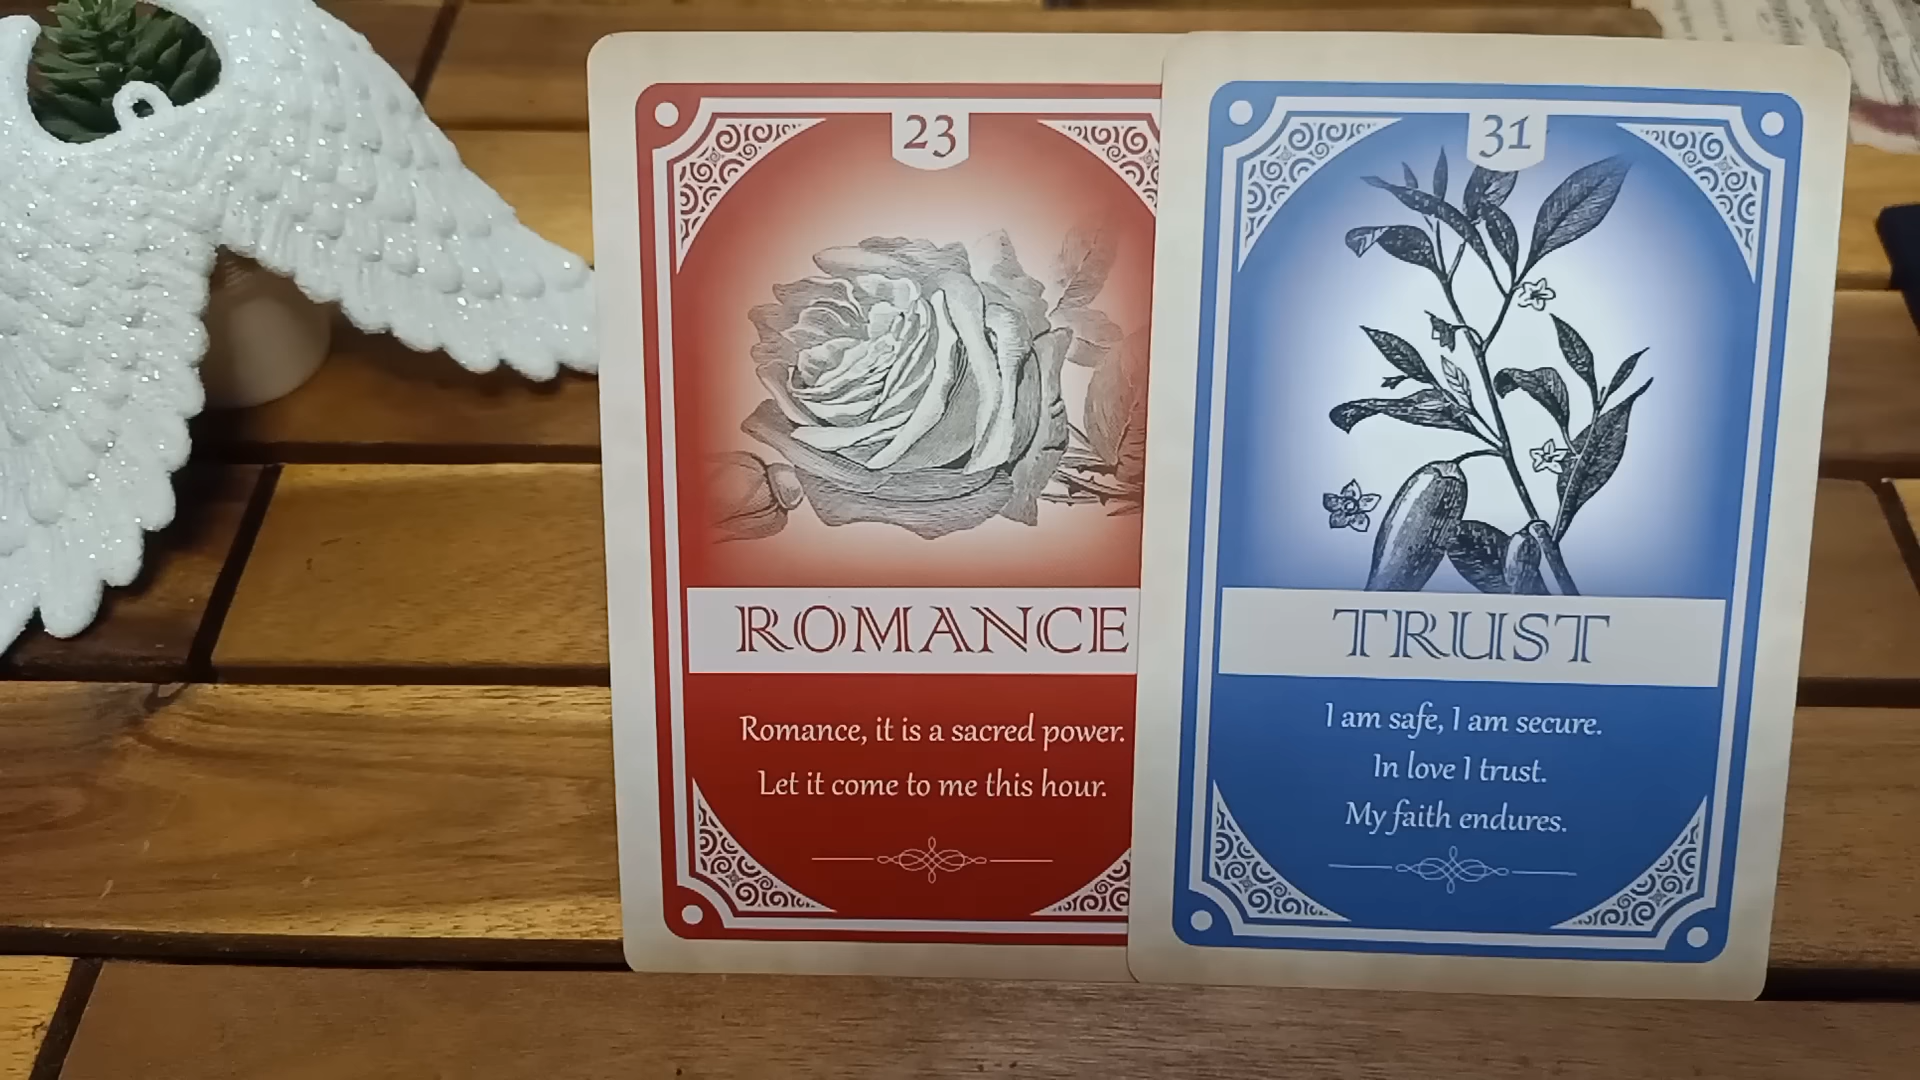 23
ROMANCE
Romance, it is a sacred power.
Let it come to me this hour.
31
TRUST
I am safe, I am secure.
In love I trust.
My faith endures.